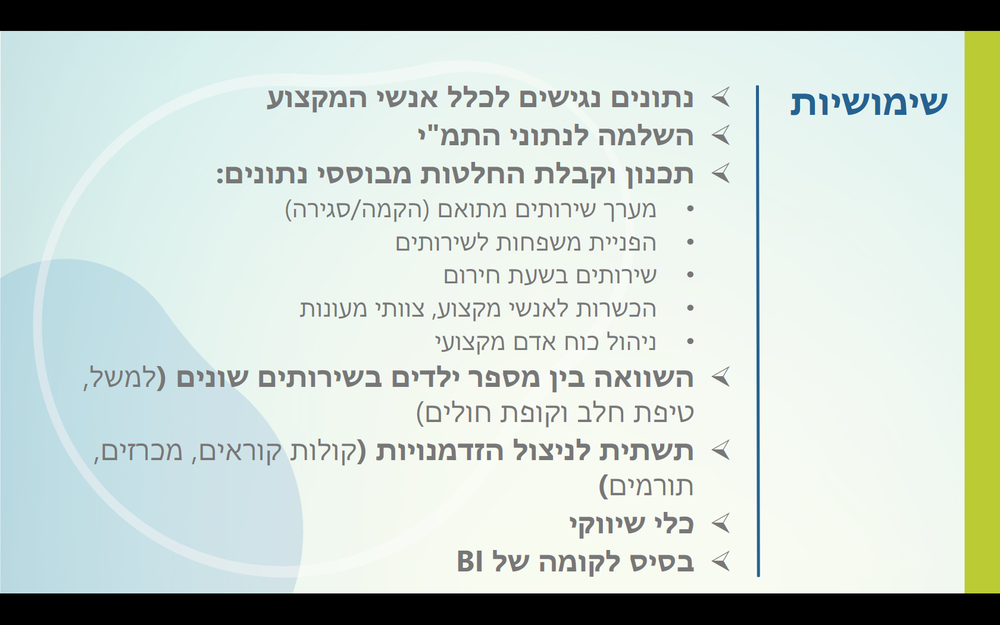 שימושיות
נתונים נגישים לכלל אנשי המקצוע
השלמה לנתוני התמ"י
תכנון וקבלת החלטות מבוססי נתונים:
מערך שירותים מתואם (הקמה/סגירה)
הפניית משפחות לשירותים
שירותים בשעת חירום
הכשרות לאנשי מקצוע, צוותי מעונות
ניהול כוח אדם מקצועי
השוואה בין מספר ילדים בשירותים שונים (למשל,
טיפת חלב וקופת חולים)
תשתית לניצול הזדמנויות (קולות קוראים, מכרזים,
תורמים)
כלי שיווקי
בסיס לקומה של BI